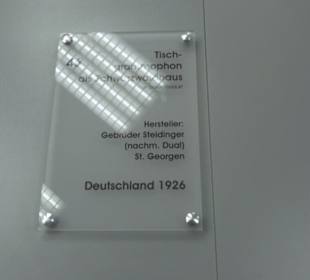 Tisch-
grammophon
als Schwarzwaldhaus
Hersteller:
Gebrüder Steidinger
(nachm. Dual)
St. Georgen
Deutschland 1926